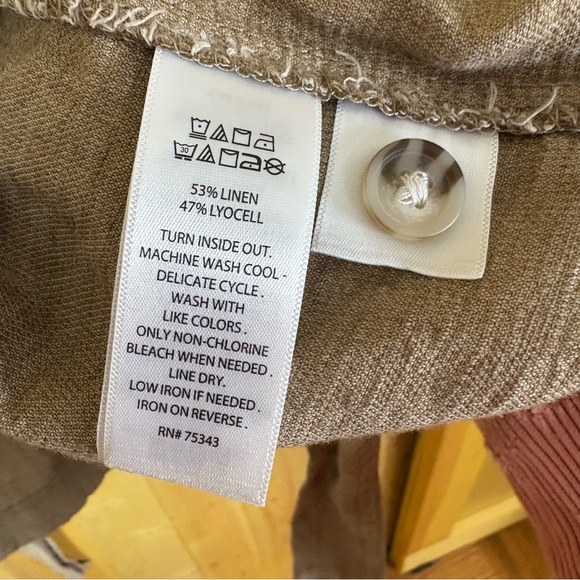 30
53% LINEN
47% LYOCELL
TURN INSIDE OUT.
MACHINE WASH COOL -
DELICATE CYCLE .
WASH WITH
LIKE COLORS .
ONLY NON-CHLORINE
BLEACH WHEN NEEDED .
LINE DRY.
LOW IRON IF NEEDED .
IRON ON REVERSE .
RN# 75343